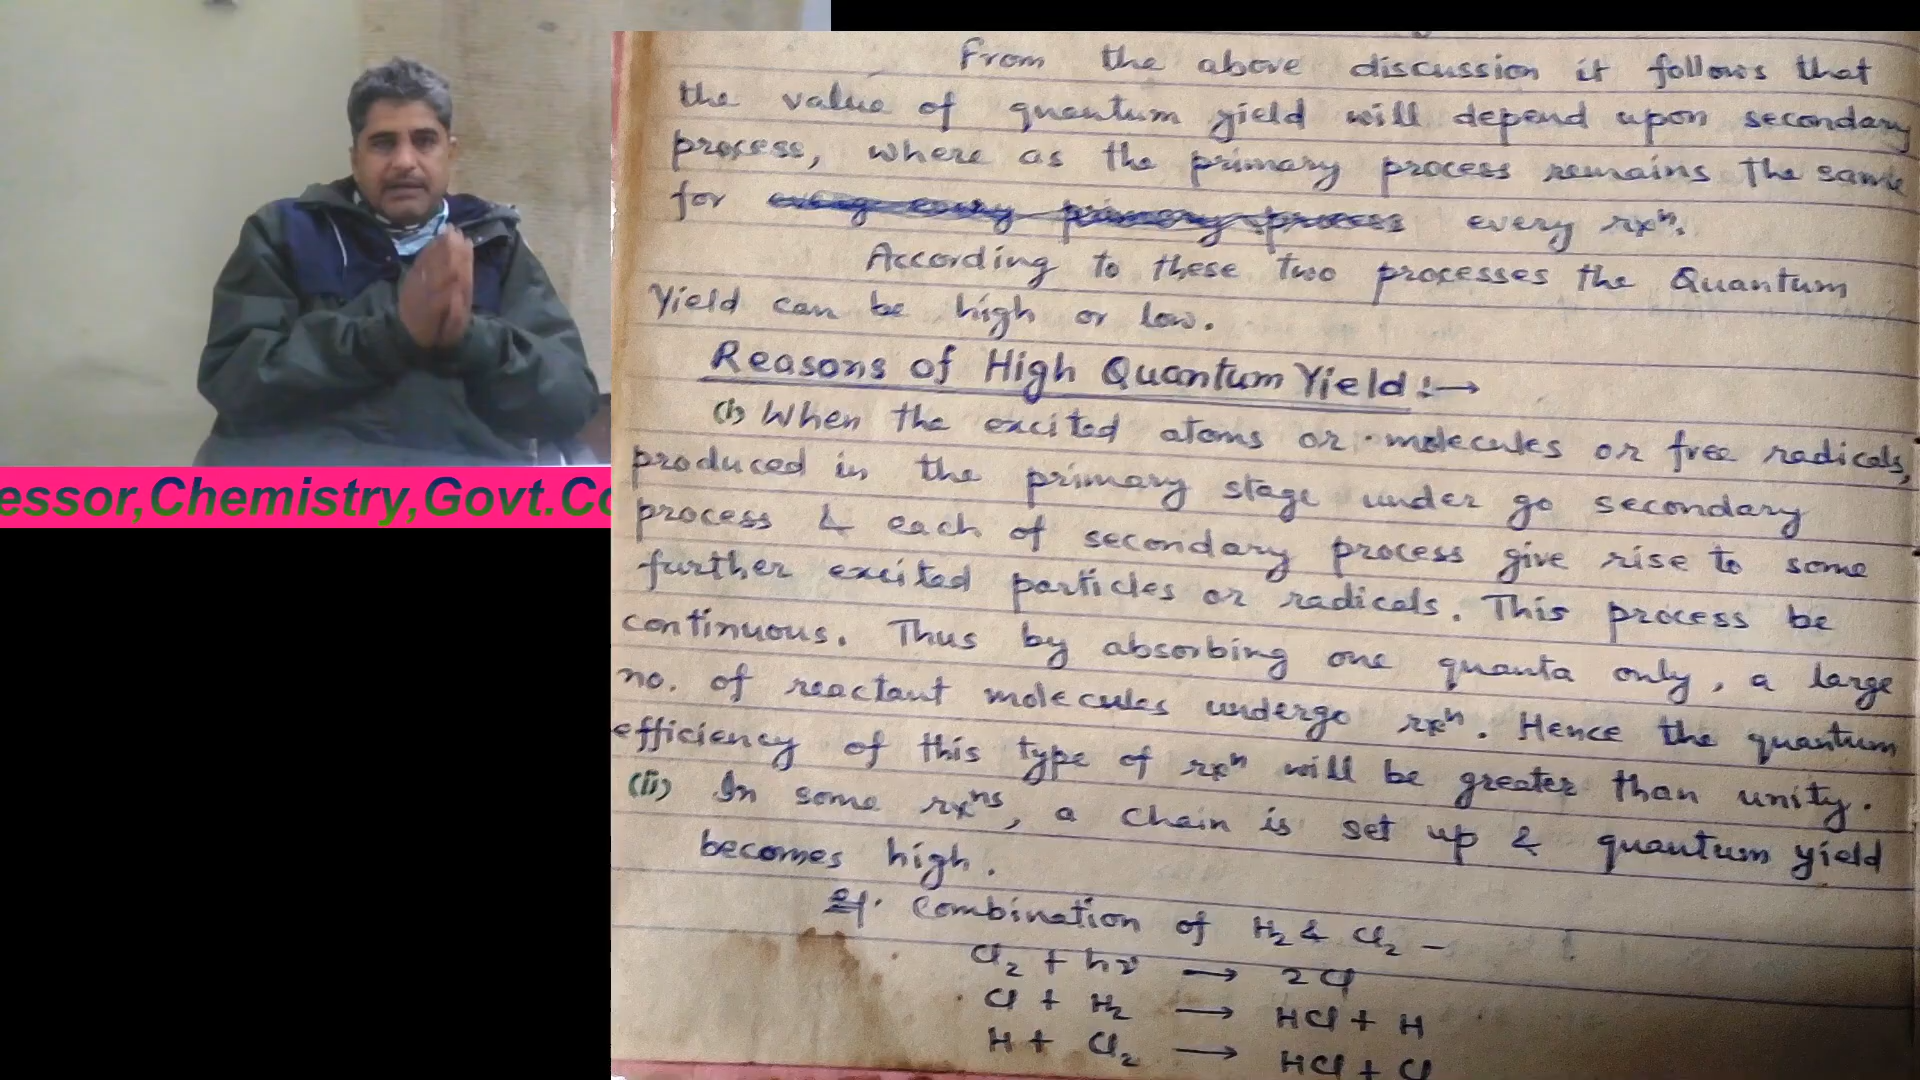 essor,Chemistry,Govt.Co
From the above discussion it follows that
the value of quantum yield will depend upon secondary
process, where as the primary process remains the same
for every rxⁿ.
According to these two processes the Quantum
Yield can be high or low.
Reasons of High Quantum Yield :→
(i) When the excited atoms or molecules or free radicals,
produced in the primary stage under go secondary
process & each of secondary process give rise to some
further excited particles or radicals. This process be
continuous. Thus by absorbing one quanta only, a large
no. of reactant molecules undergo rxⁿ. Hence the quantum
efficiency of this type of rxⁿ will be greater than unity.
(ii) In some rxⁿˢ, a chain is set up & quantum yield
becomes high.
Combination of H₂ & Cl₂ –
Cl₂ + hν → 2Cl
Cl + H₂ → HCl + H
H + Cl₂ → HCl + Cl